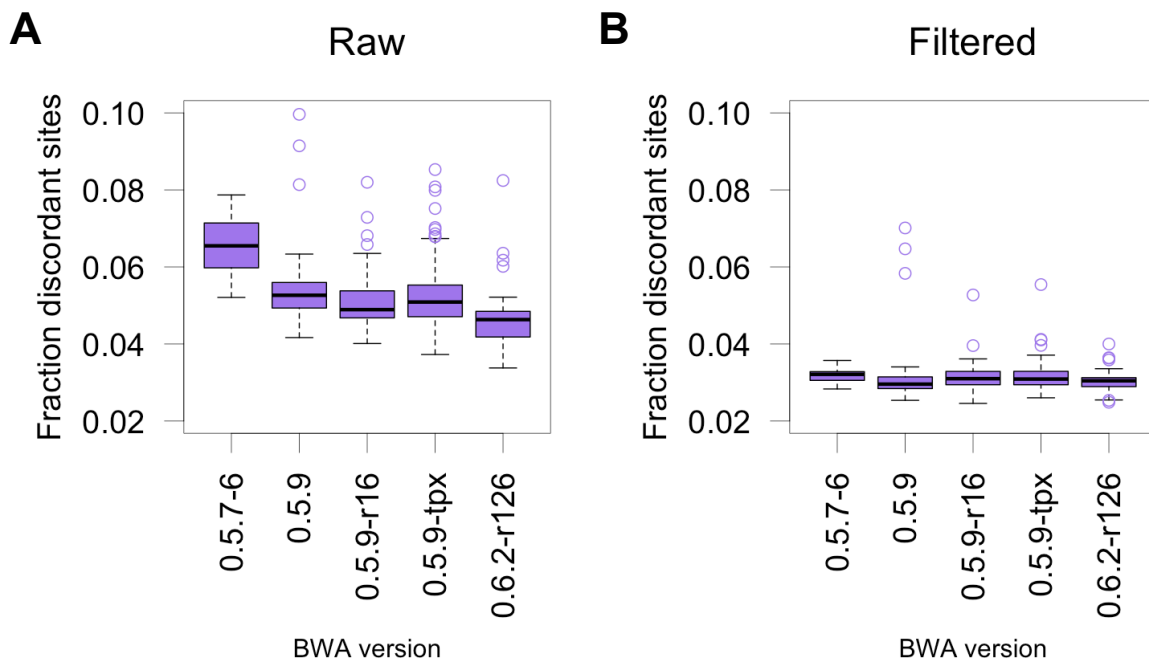 A
Raw
Fraction discordant sites
0.10
0.08
0.06
0.04
0.02
0.5.7-6
0.5.9
0.5.9-r16
0.5.9-tpx
0.6.2-r126
BWA version
B
Filtered
Fraction discordant sites
0.10
0.08
0.06
0.04
0.02
0.5.7-6
0.5.9
0.5.9-r16
0.5.9-tpx
0.6.2-r126
BWA version